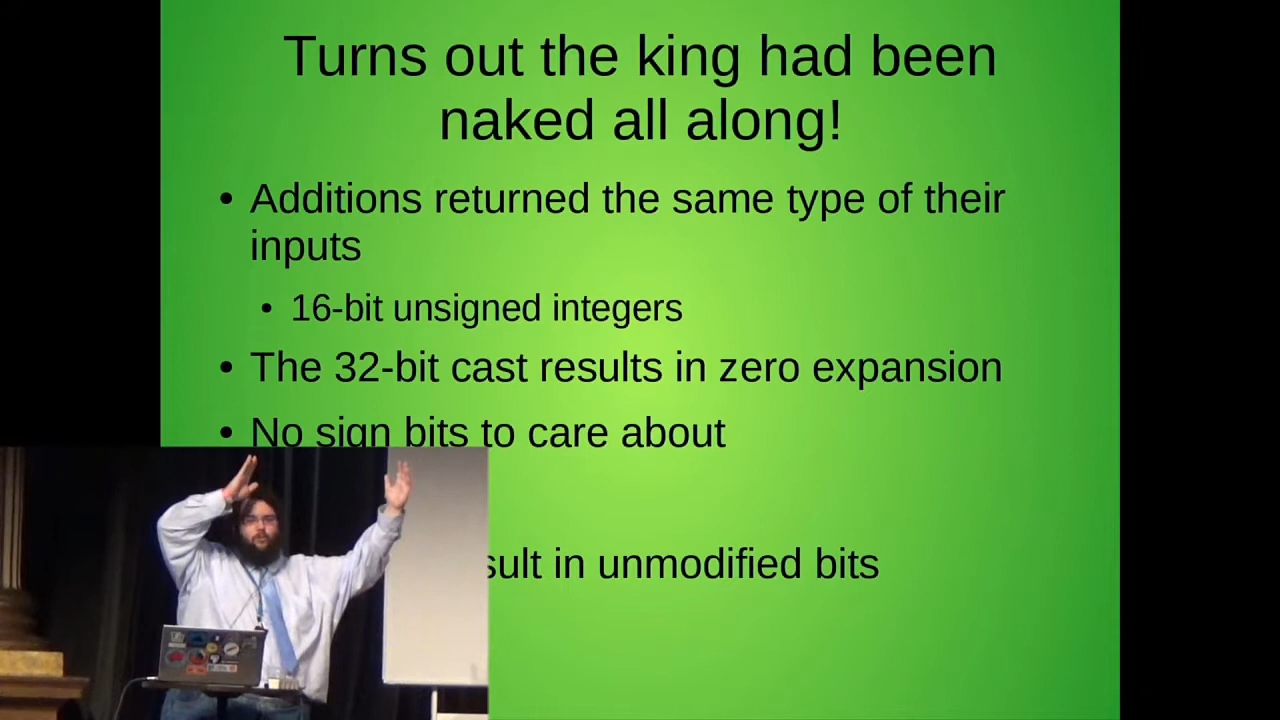 Turns out the king had been
naked all along!
• Additions returned the same type of their
inputs
• 16-bit unsigned integers
• The 32-bit cast results in zero expansion
• No sign bits to care about
in unmodified bits